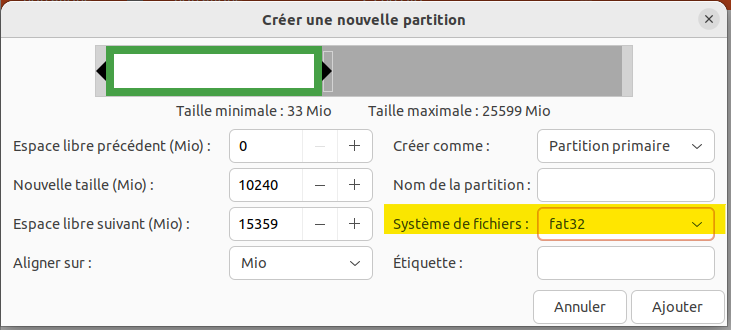 Créer une nouvelle partition
Taille minimale : 33 Mio Taille maximale : 25599 Mio
Espace libre précédent (Mio) : 0 Créer comme : Partition primaire
Nouvelle taille (Mio) : 10240 Nom de la partition :
Espace libre suivant (Mio) : 15359 Système de fichiers : fat32
Aligner sur : Mio Étiquette :
Annuler Ajouter